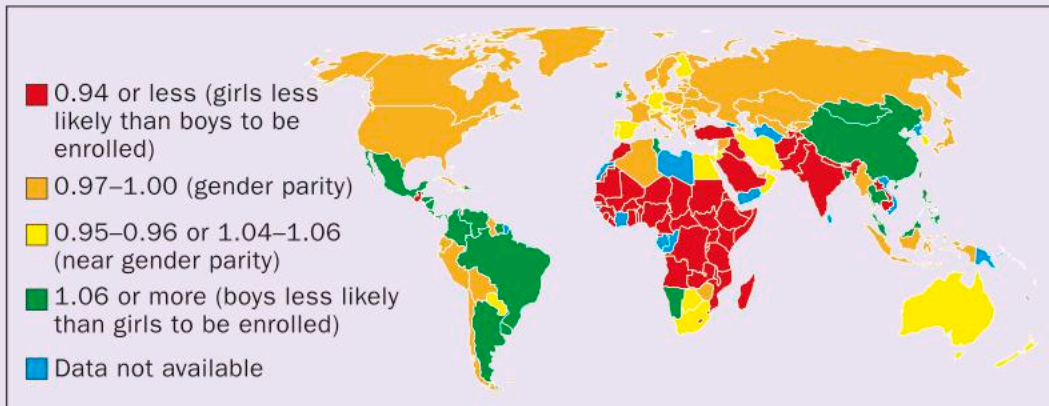 0.94 or less (girls less
likely than boys to be
enrolled)
0.97–1.00 (gender parity)
0.95–0.96 or 1.04–1.06
(near gender parity)
1.06 or more (boys less likely
than girls to be enrolled)
Data not available